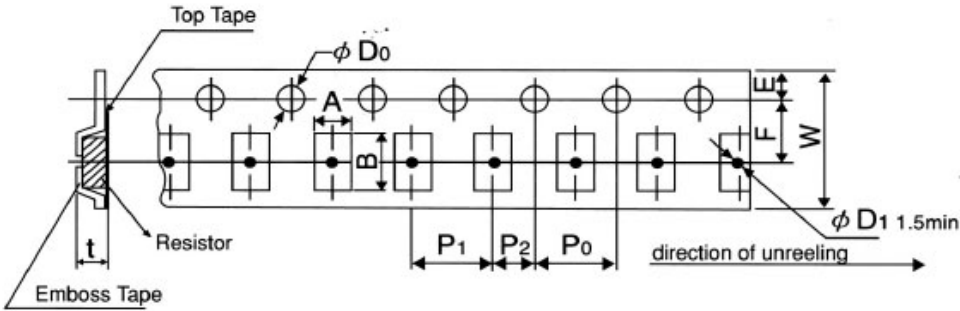 Top Tape
ϕ D0
A
B
E
F
W
t
Resistor
Emboss Tape
P1
P2
P0
ϕ D1 1.5min
direction of unreeling